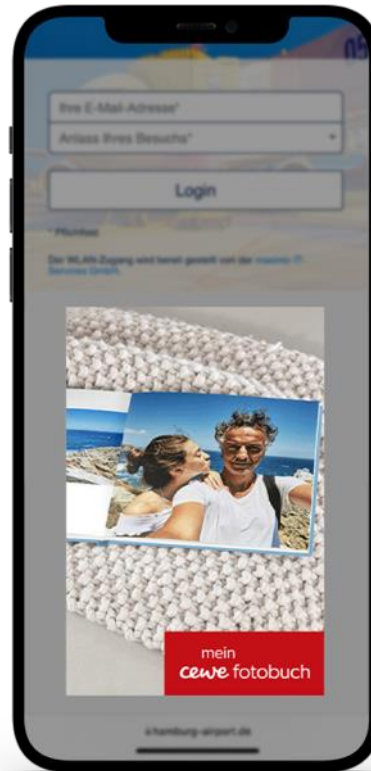 05
Ihre E-Mail-Adresse*
Anlass Ihres Besuchs*
Login
* Pflichtfeld
Der WLAN-Zugang wird bereit gestellt von der
Services GmbH.
mein
cewe fotobuch
hamburg-airport.de